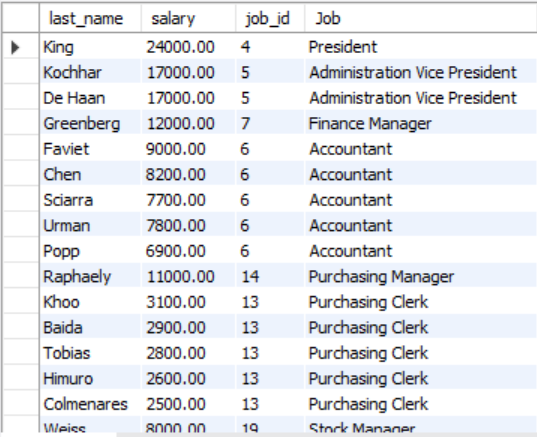 last_name salary job_id Job
King 24000.00 4 President
Kochhar 17000.00 5 Administration Vice President
De Haan 17000.00 5 Administration Vice President
Greenberg 12000.00 7 Finance Manager
Faviet 9000.00 6 Accountant
Chen 8200.00 6 Accountant
Sciarra 7700.00 6 Accountant
Urman 7800.00 6 Accountant
Popp 6900.00 6 Accountant
Raphaely 11000.00 14 Purchasing Manager
Khoo 3100.00 13 Purchasing Clerk
Baida 2900.00 13 Purchasing Clerk
Tobias 2800.00 13 Purchasing Clerk
Himuro 2600.00 13 Purchasing Clerk
Colmenares 2500.00 13 Purchasing Clerk
Weiss 8000.00 19 Stock Manager